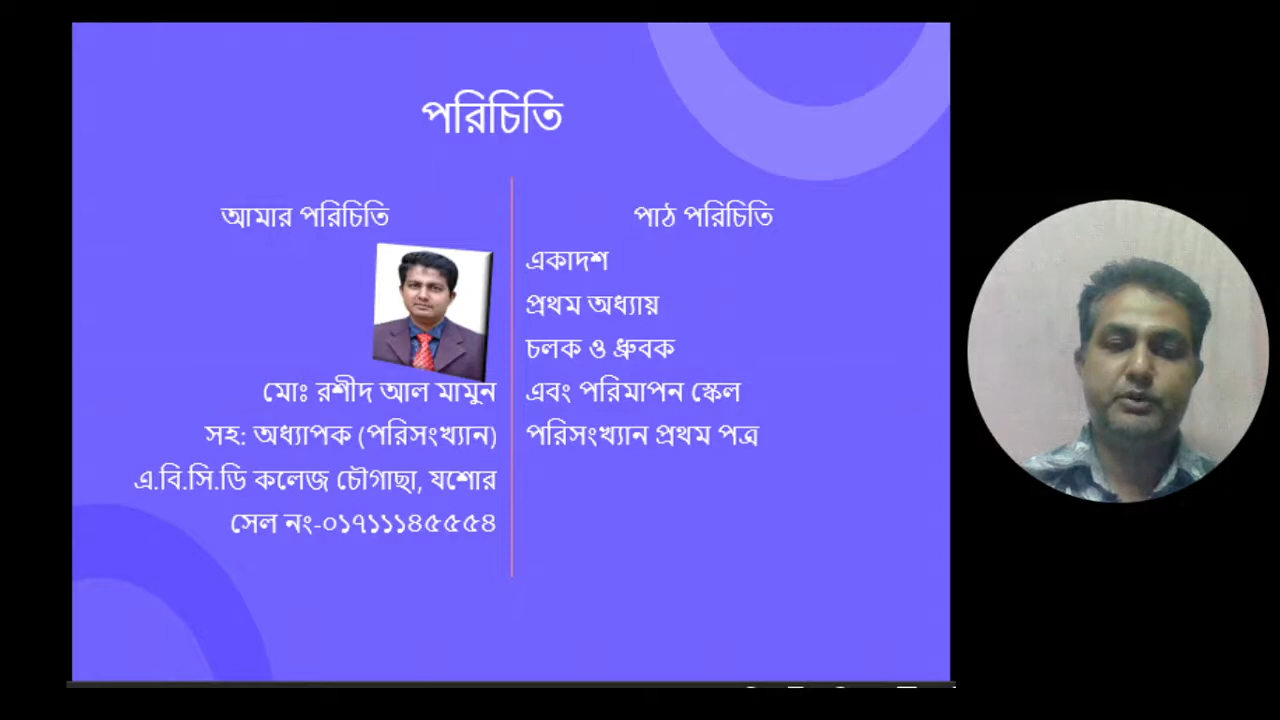 পরিচিতি
আমার পরিচিতি
মোঃ রশীদ আল মামুন
সহ: অধ্যাপক (পরিসংখ্যান)
এ.বি.সি.ডি কলেজ চৌগাছা, যশোর
সেল নং-০১৭১১১৪৫৫৫৪
পাঠ পরিচিতি
একাদশ
প্রথম অধ্যায়
চলক ও ধ্রুবক
এবং পরিমাপন স্কেল
পরিসংখ্যান প্রথম পত্র